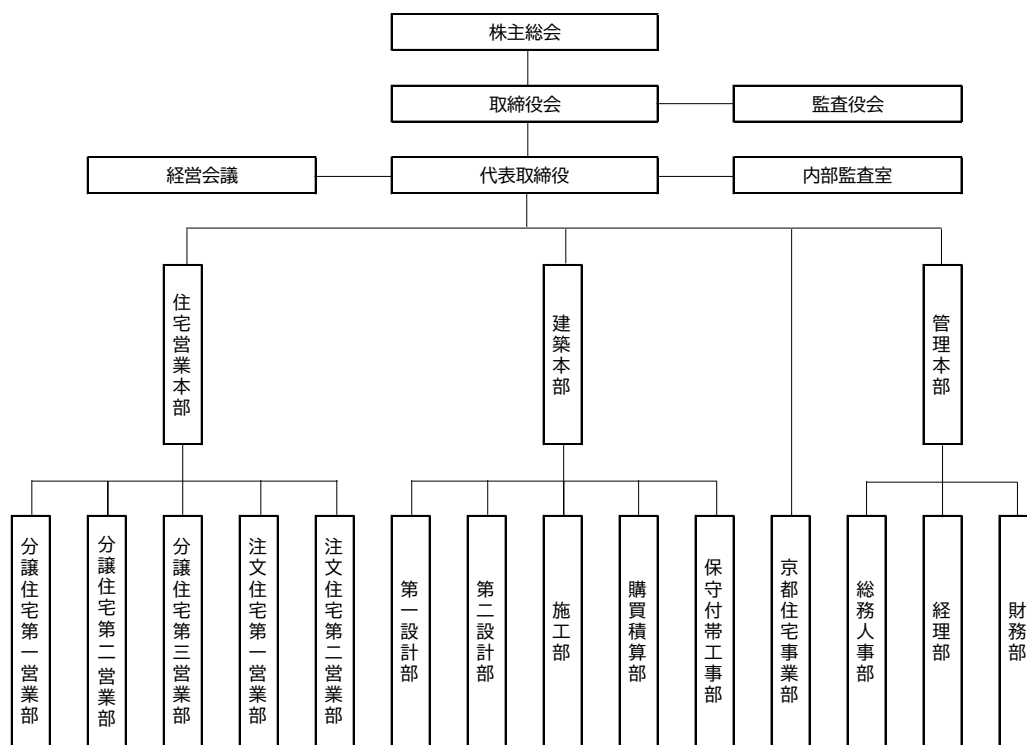 株主総会
取締役会
監査役会
経営会議
代表取締役
内部監査室
住宅営業本部
建築本部
管理本部
分譲住宅第一営業部
分譲住宅第二営業部
分譲住宅第三営業部
注文住宅第一営業部
注文住宅第二営業部
第一設計部
第二設計部
施工部
購買積算部
保守付帯工事部
京都住宅事業部
総務人事部
経理部
財務部